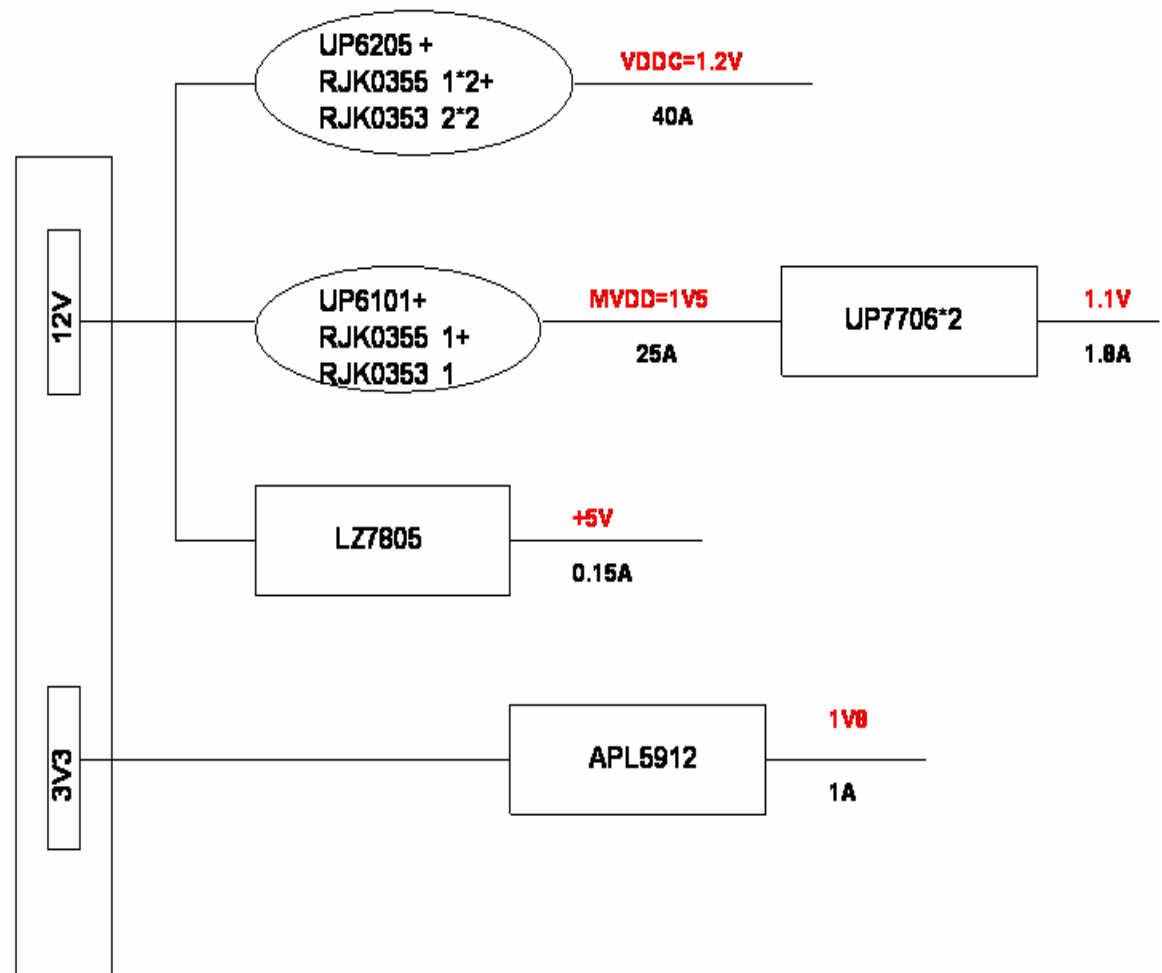 UP6205 +
RJK0355 1*2+
RJK0353 2*2
VDDC=1.2V
40A
12V
UP6101+
RJK0355 1+
RJK0353 1
MVDD=1V5
25A
UP7706*2
1.1V
1.8A
LZ7805
+5V
0.15A
3V3
APL5912
1V8
1A